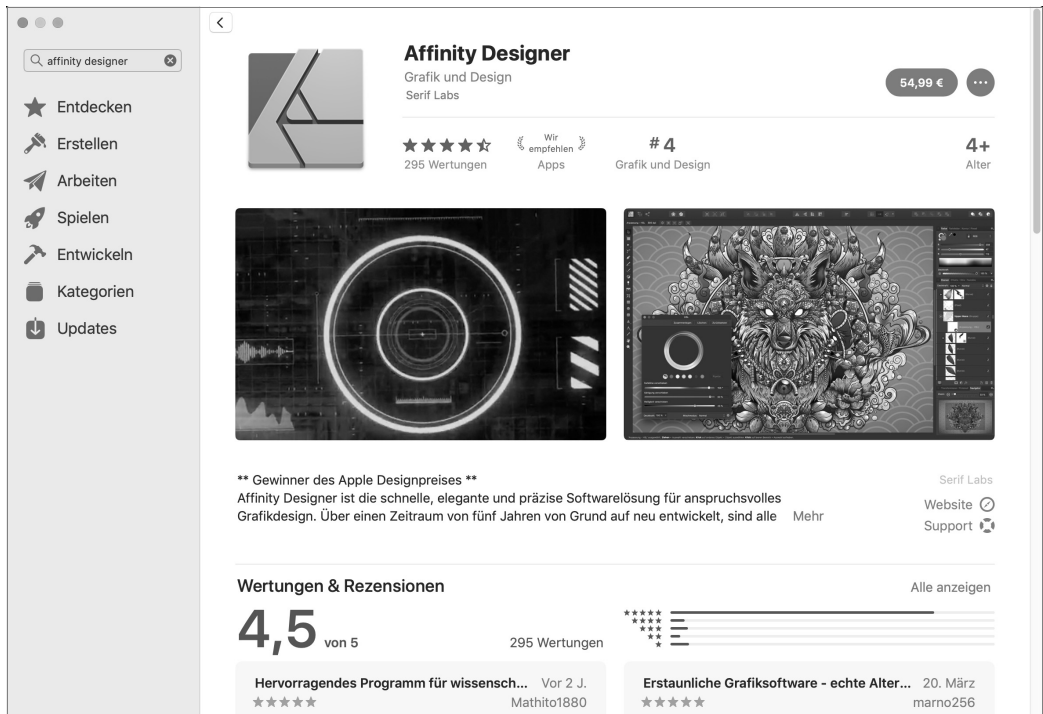 affinity designer
Entdecken
Erstellen
Arbeiten
Spielen
Entwickeln
Kategorien
Updates
Affinity Designer
Grafik und Design
Serif Labs
54,99 €
295 Wertungen
Wir
empfehlen
Apps
# 4
Grafik und Design
4+
Alter
** Gewinner des Apple Designpreises **
Affinity Designer ist die schnelle, elegante und präzise Softwarelösung für anspruchsvolles
Grafikdesign. Über einen Zeitraum von fünf Jahren von Grund auf neu entwickelt, sind alle Mehr
Serif Labs
Website
Support
Wertungen & Rezensionen
Alle anzeigen
4,5 von 5
295 Wertungen
Hervorragendes Programm für wissensch... Vor 2 J.
Mathito1880
Erstaunliche Grafiksoftware - echte Alter... 20. März
marno256